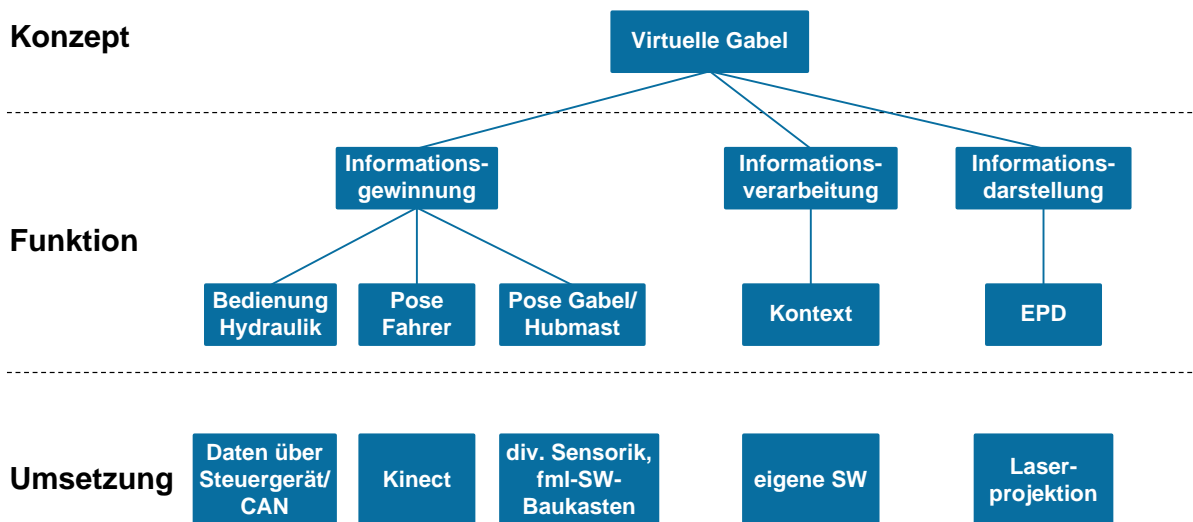 Konzept
Virtuelle Gabel
Informations-
gewinnung
Informations-
verarbeitung
Informations-
darstellung
Funktion
Bedienung
Hydraulik
Pose
Fahrer
Pose Gabel/
Hubmast
Kontext
EPD
Umsetzung
Daten über
Steuergerät/
CAN
Kinect
div. Sensorik,
fml-SW-
Baukasten
eigene SW
Laser-
projektion